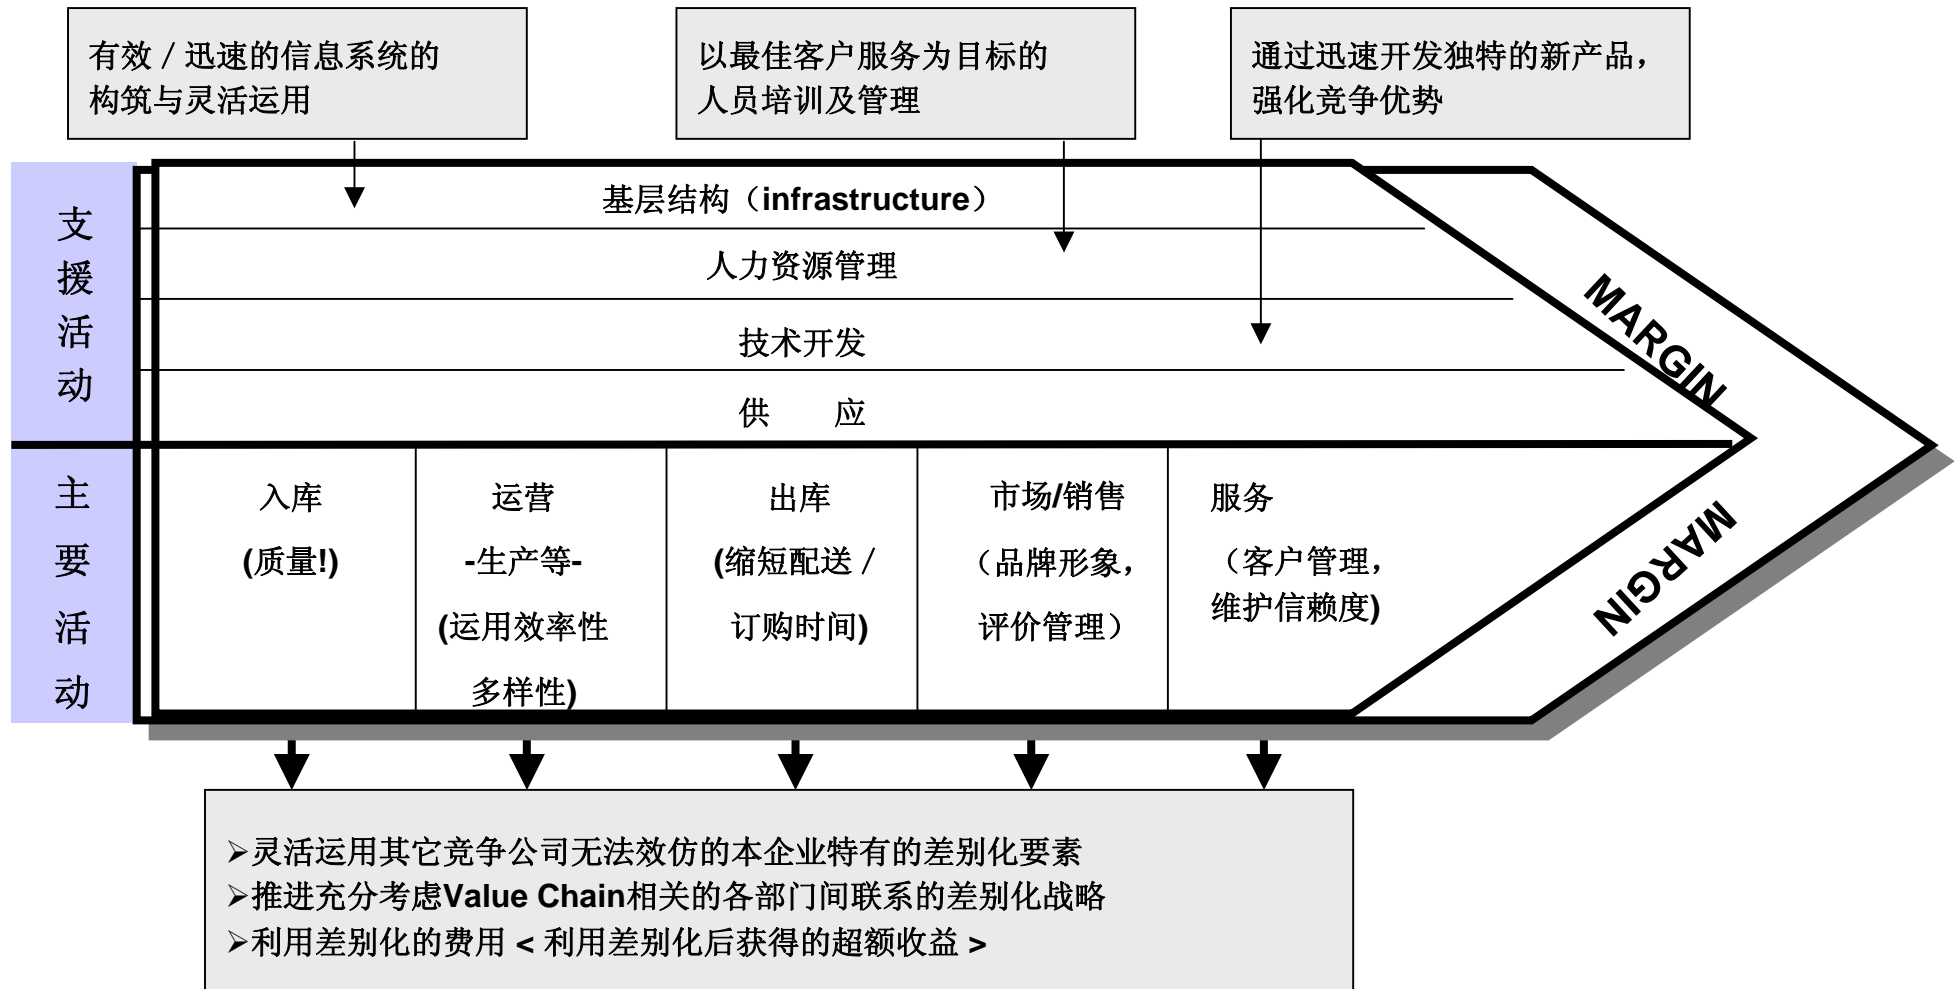 有效 / 迅速的信息系统的
构筑与灵活运用
以最佳客户服务为目标的
人员培训及管理
通过迅速开发独特的新产品，
强化竞争优势
支
援
活
动
基层结构（infrastructure）
人力资源管理
技术开发
供 应
MARGIN
主
要
活
动
入库
(质量!)
运营
-生产等-
(运用效率性
多样性)
出库
(缩短配送 /
订购时间)
市场/销售
（品牌形象，
评价管理）
服务
（客户管理，
维护信赖度)
MARGIN
➢灵活运用其它竞争公司无法效仿的本企业特有的差别化要素
➢推进充分考虑Value Chain相关的各部门间联系的差别化战略
➢利用差别化的费用 < 利用差别化后获得的超额收益 >